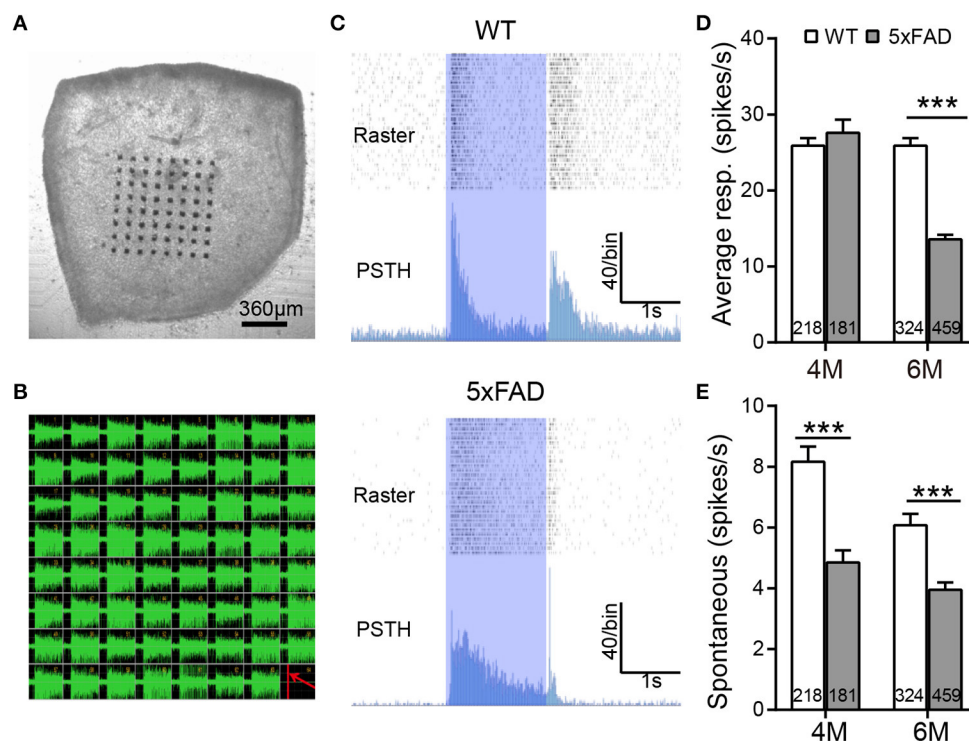 A
360µm
B
C
WT
Raster
PSTH
40/bin
1s
5xFAD
Raster
PSTH
40/bin
1s
D
WT 5xFAD
Average resp. (spikes/s)
40
30
20
10
0
***
218 181 324 459
4M 6M
E
Spontaneous (spikes/s)
10
8
6
4
2
0
***
***
218 181 324 459
4M 6M